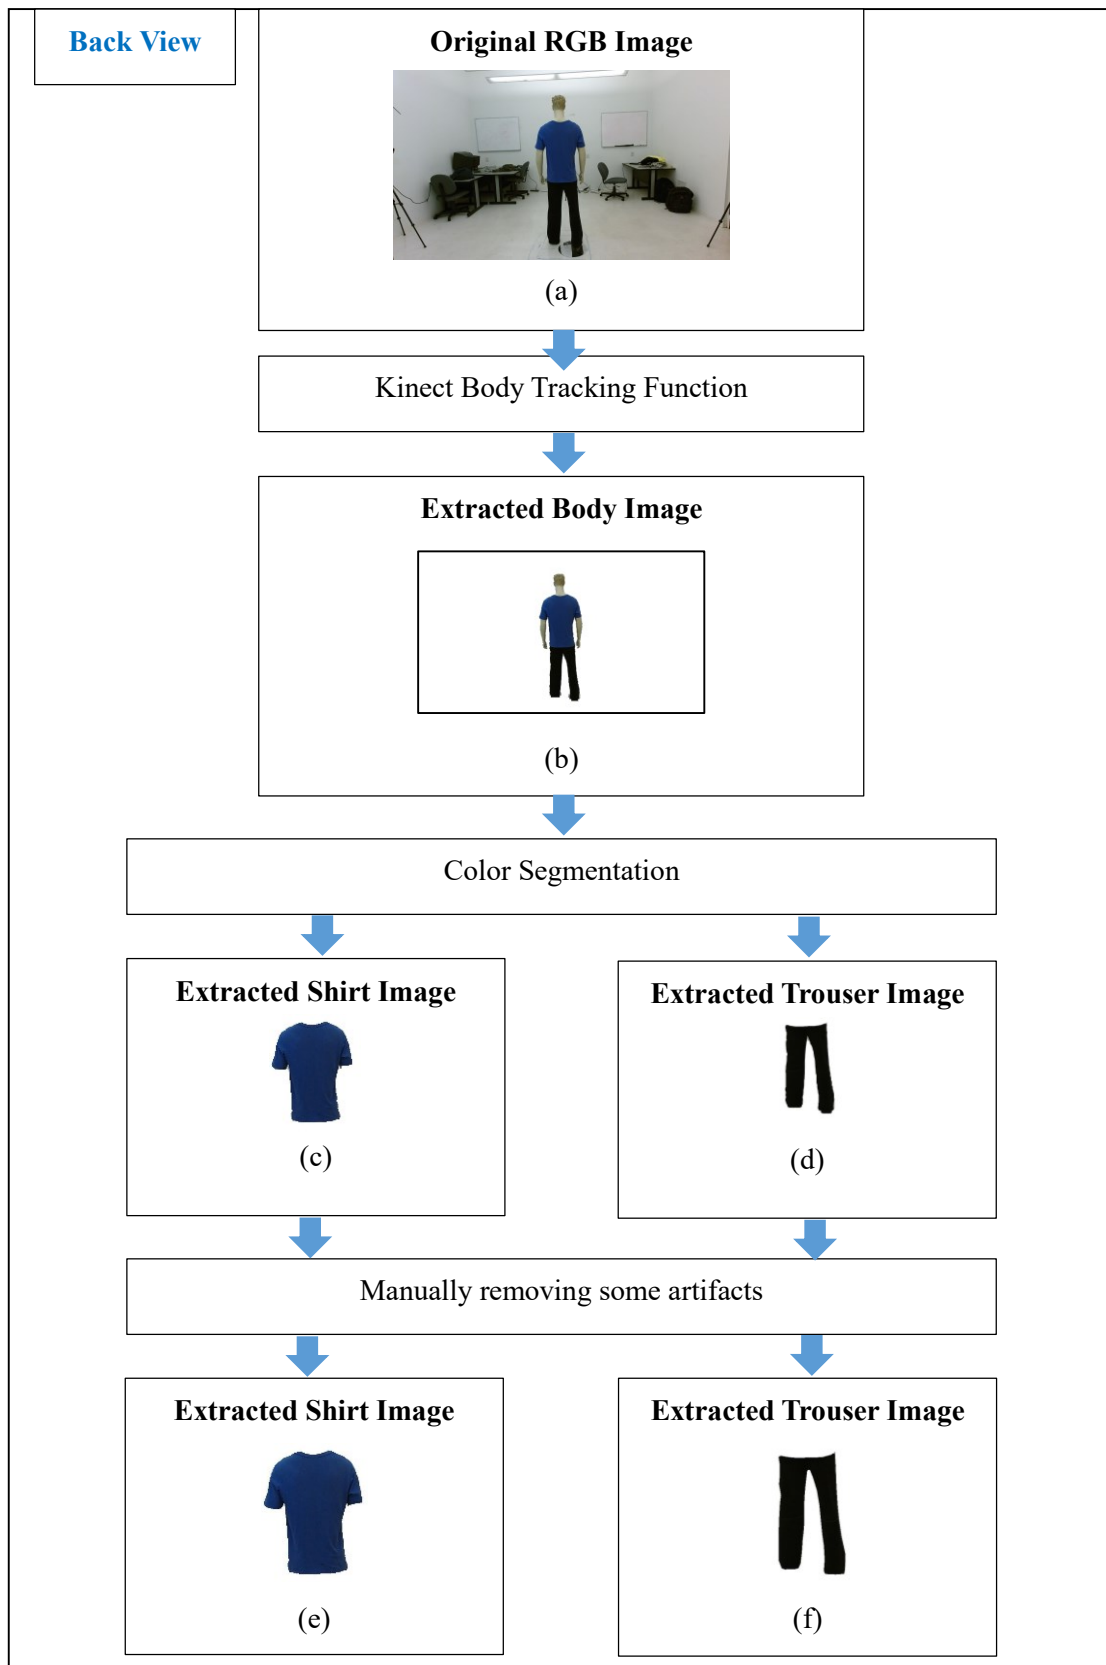 Back View
Original RGB Image
(a)
Kinect Body Tracking Function
Extracted Body Image
(b)
Color Segmentation
Extracted Shirt Image
Extracted Trouser Image
(c)
(d)
Manually removing some artifacts
Extracted Shirt Image
Extracted Trouser Image
(e)
(f)